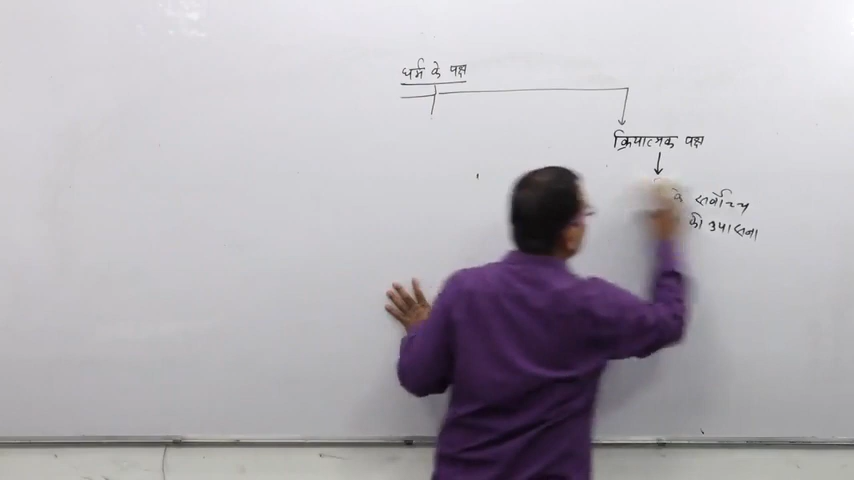 धर्म के पक्ष
क्रियात्मक पक्ष
के सर्वोच्च
की उपासना